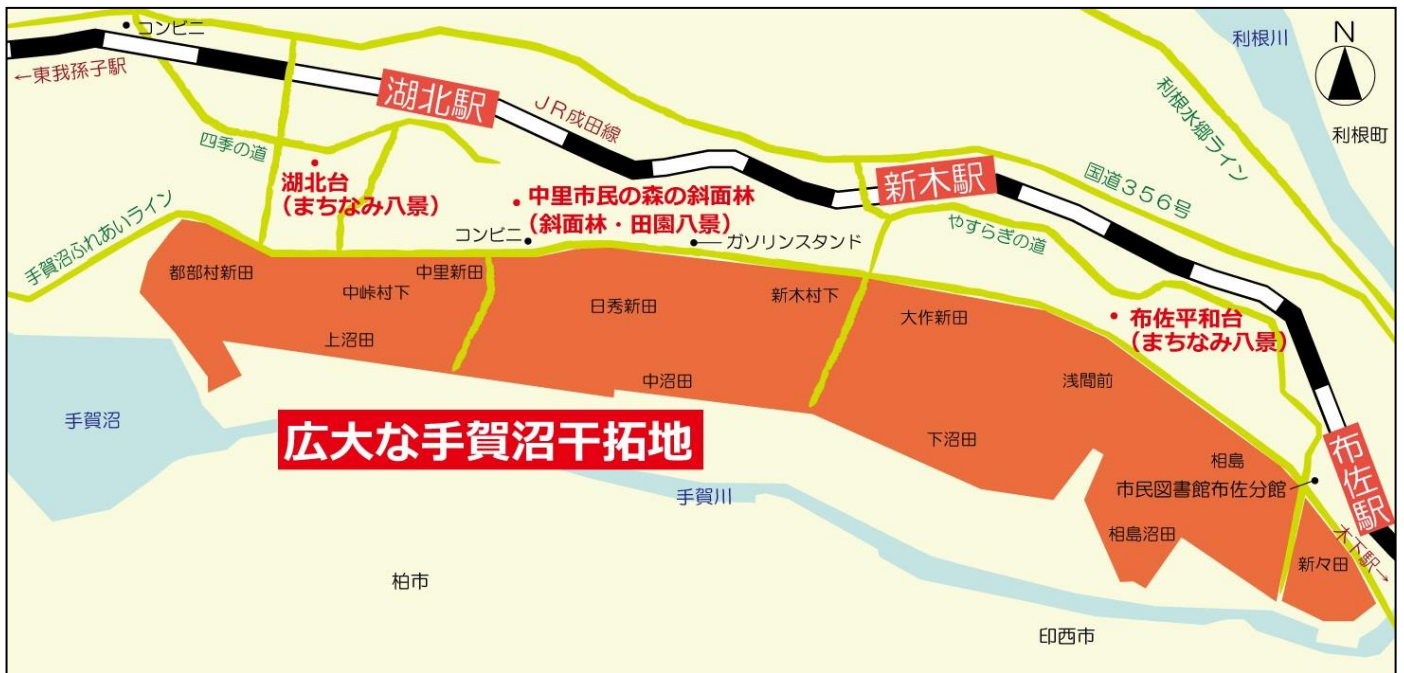 コンビニ
←東我孫子駅
湖北駅
JR成田線
四季の道
湖北台
(まちなみ八景)
手賀沼ふれあいライン
中里市民の森の斜面林
(斜面林・田園八景)
コンビニ
ガソリンスタンド
新木駅
やすらぎの道
国道356号
利根水郷ライン
利根川
N
利根町
布佐平和台
(まちなみ八景)
都部村新田
中峠村下
中里新田
上沼田
日秀新田
新木村下
中沼田
大作新田
浅間前
下沼田
相島
市民図書館布佐分館
相島沼田
新々田
布佐駅
木下駅→
手賀沼
広大な手賀沼干拓地
手賀川
柏市
印西市